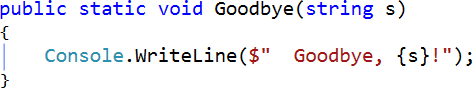 public static void Goodbye(string s)
{
    Console.WriteLine($"  Goodbye, {s}!");
}